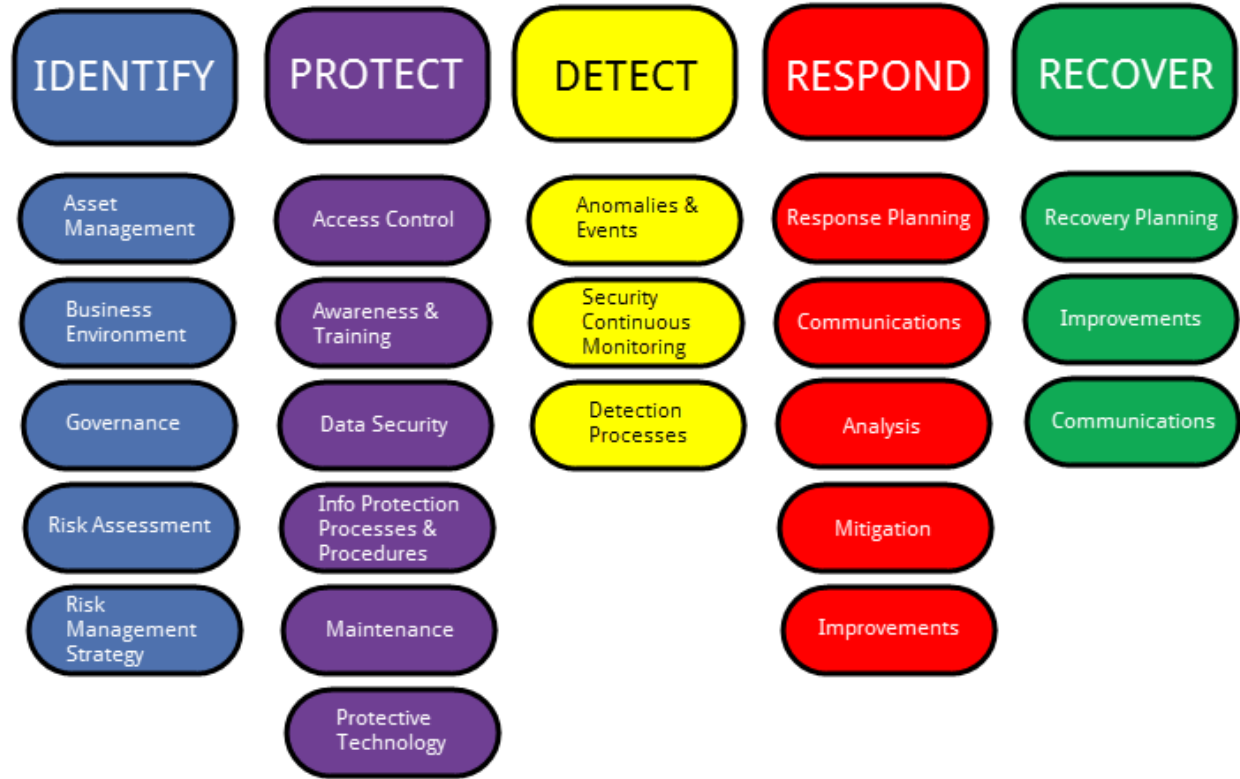 IDENTIFY
PROTECT
DETECT
RESPOND
RECOVER
Asset
Management
Business
Environment
Governance
Risk Assessment
Risk
Management
Strategy
Access Control
Awareness &
Training
Data Security
Info Protection
Processes &
Procedures
Maintenance
Protective
Technology
Anomalies &
Events
Security
Continuous
Monitoring
Detection
Processes
Response Planning
Communications
Analysis
Mitigation
Improvements
Recovery Planning
Improvements
Communications